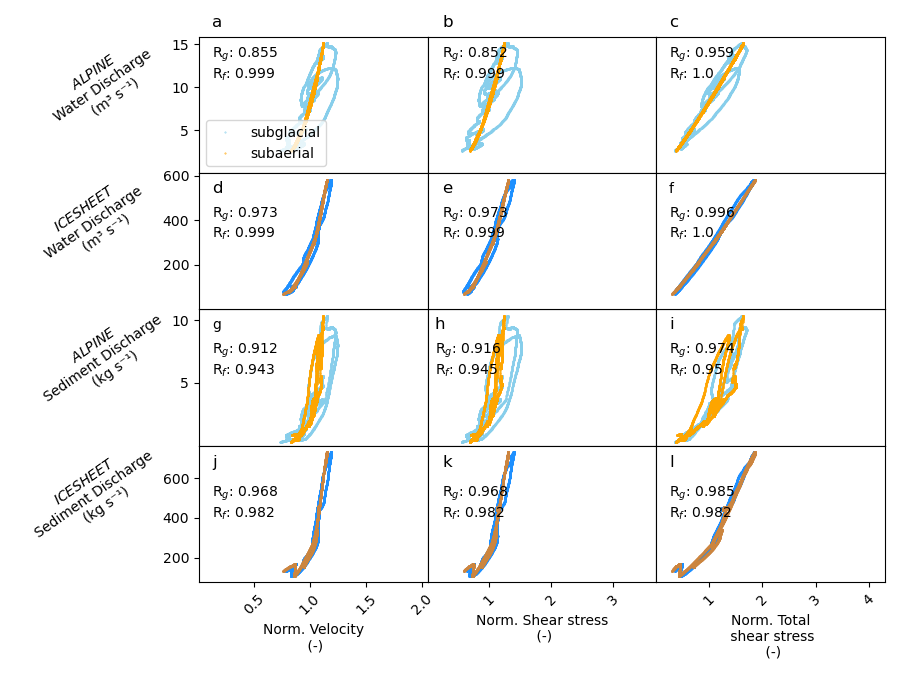 a
b
c
ALPINE
Water Discharge
(m³ s⁻¹)
15
10
5
R_g: 0.855
R_f: 0.999
R_g: 0.852
R_f: 0.999
R_g: 0.959
R_f: 1.0
subglacial
subaerial
ICESHEET
Water Discharge
(m³ s⁻¹)
600
400
200
d
R_g: 0.973
R_f: 0.999
e
R_g: 0.973
R_f: 0.999
f
R_g: 0.996
R_f: 1.0
ALPINE
Sediment Discharge
(kg s⁻¹)
10
5
g
R_g: 0.912
R_f: 0.943
h
R_g: 0.916
R_f: 0.945
i
R_g: 0.974
R_f: 0.95
ICESHEET
Sediment Discharge
(kg s⁻¹)
600
400
200
j
R_g: 0.968
R_f: 0.982
k
R_g: 0.968
R_f: 0.982
l
R_g: 0.985
R_f: 0.982
0.5 1.0 1.5 2.0
1 2 3
1 2 3 4
Norm. Velocity
(-)
Norm. Shear stress
(-)
Norm. Total
shear stress
(-)